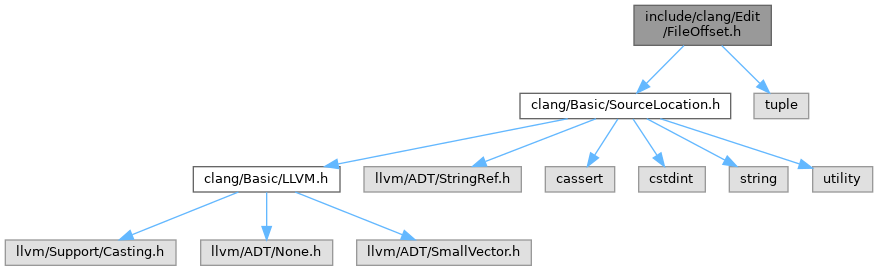 include/clang/Edit
/FileOffset.h
clang/Basic/SourceLocation.h
tuple
clang/Basic/LLVM.h
llvm/ADT/StringRef.h
cassert
cstdint
string
utility
llvm/Support/Casting.h
llvm/ADT/None.h
llvm/ADT/SmallVector.h